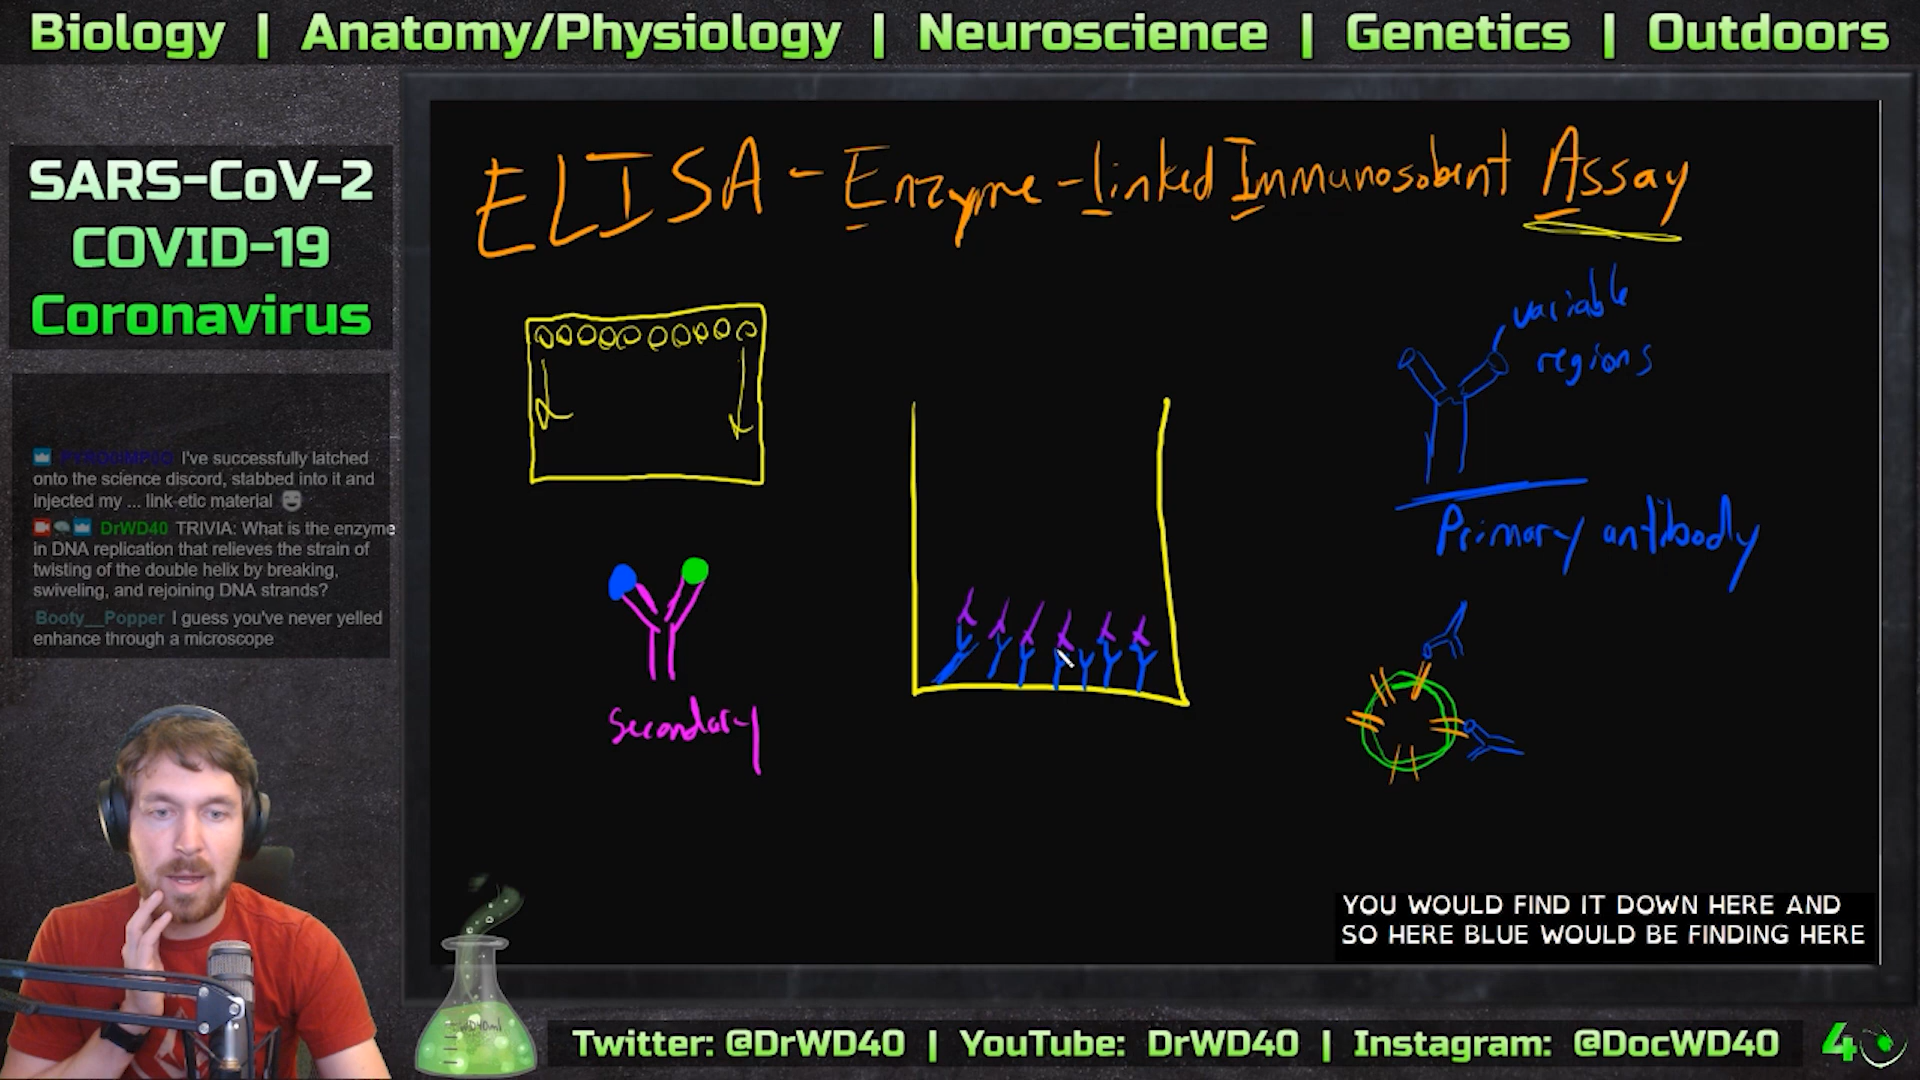 Biology | Anatomy/Physiology | Neuroscience | Genetics | Outdoors
SARS-CoV-2
COVID-19
Coronavirus
ELISA - Enzyme-linked Immunosobent Assay
variable
regions
Primary antibody
Secondary
I've successfully latched
onto the science discord, stabbed into it and
injected my ... link-etic material
DrWD40 TRIVIA: What is the enzyme
in DNA replication that relieves the strain of
twisting of the double helix by breaking,
swiveling, and rejoining DNA strands?
Booty__Popper I guess you've never yelled
enhance through a microscope
YOU WOULD FIND IT DOWN HERE AND
SO HERE BLUE WOULD BE FINDING HERE
Twitter: @DrWD40 | YouTube: DrWD40 | Instagram: @DocWD40
4